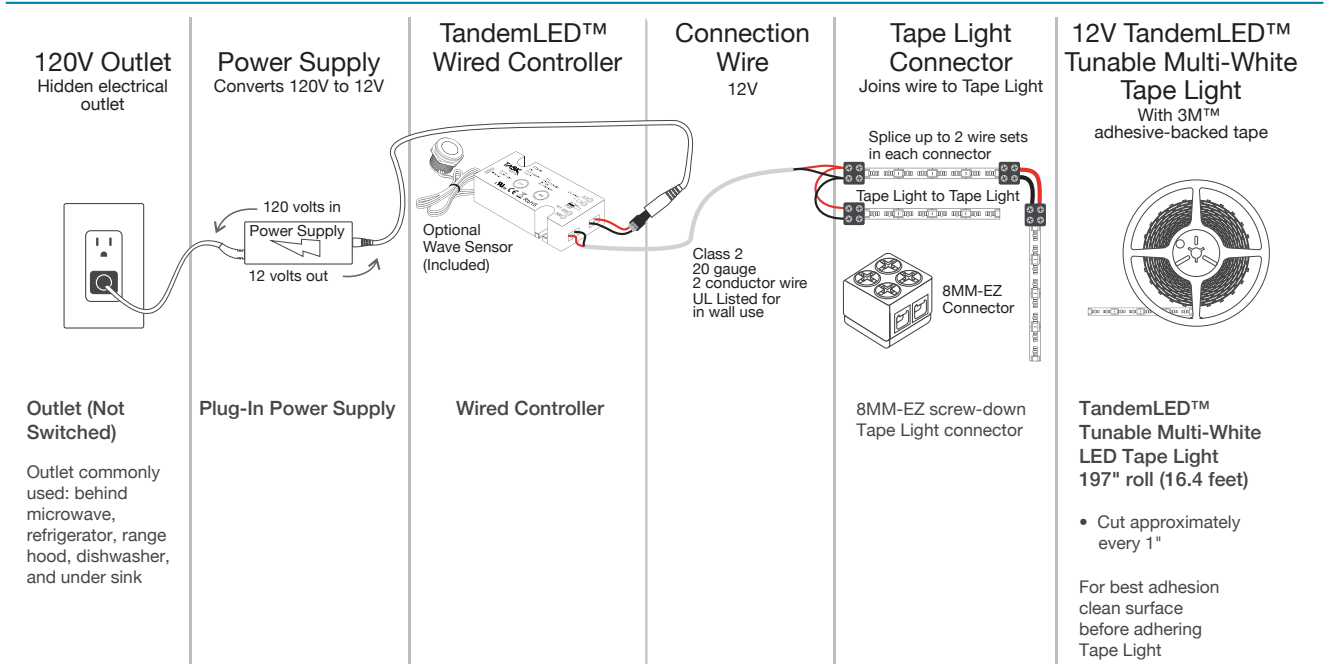 120V Outlet
Hidden electrical
outlet
120 volts in
Power Supply
12 volts out
Outlet (Not
Switched)
Outlet commonly
used: behind
microwave,
refrigerator, range
hood, dishwasher,
and under sink
Power Supply
Converts 120V to 12V
Plug-In Power Supply
TandemLED™
Wired Controller
TASK
Optional
Wave Sensor
(Included)
Wired Controller
Connection
Wire
12V
Class 2
20 gauge
2 conductor wire
UL Listed for
in wall use
Tape Light
Connector
Joins wire to Tape Light
Splice up to 2 wire sets
in each connector
Tape Light to Tape Light
8MM-EZ
Connector
8MM-EZ screw-down
Tape Light connector
12V TandemLED™
Tunable Multi-White
Tape Light
With 3M™
adhesive-backed tape
TandemLED™
Tunable Multi-White
LED Tape Light
197" roll (16.4 feet)
• Cut approximately
every 1"
For best adhesion
clean surface
before adhering
Tape Light